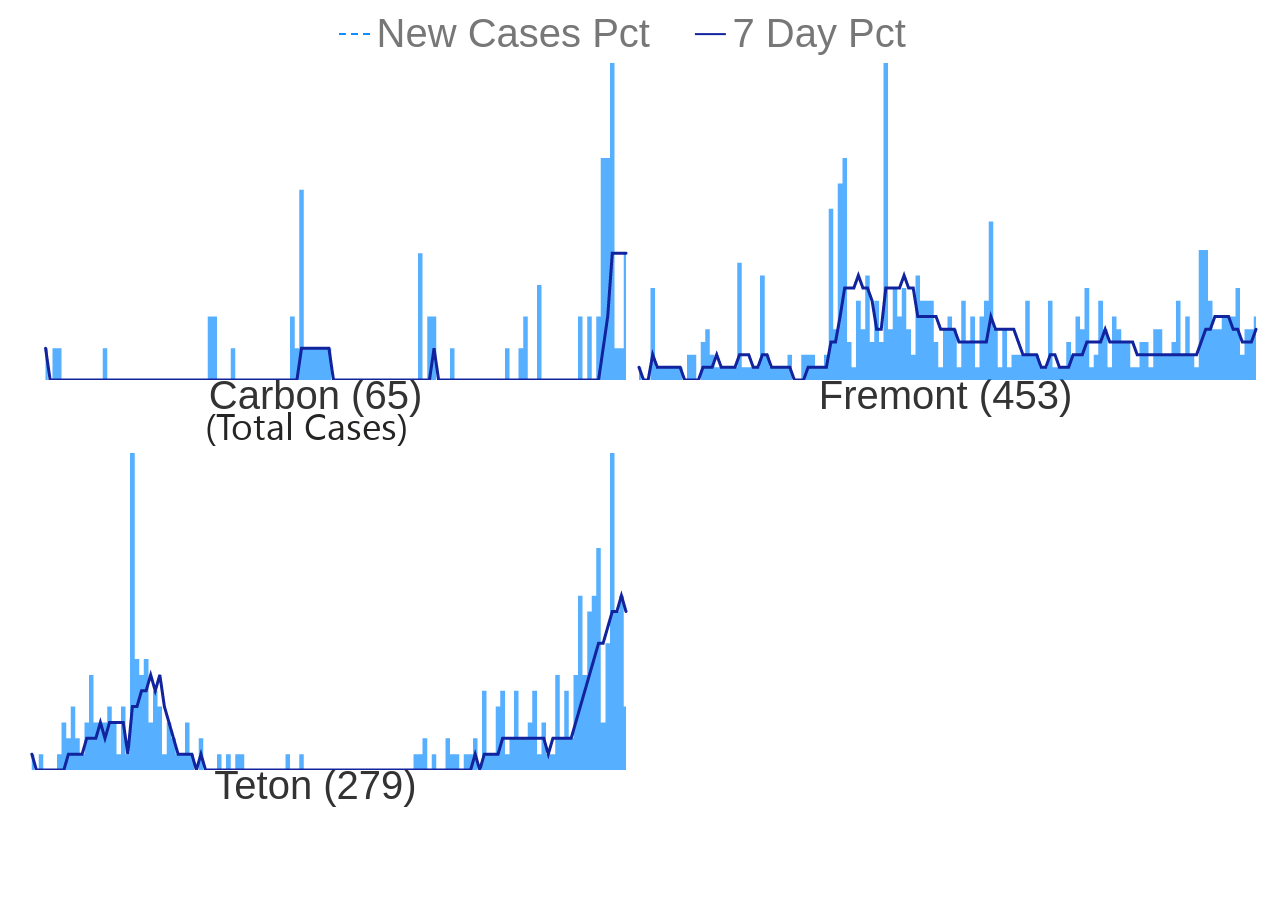 New Cases Pct 7 Day Pct
Carbon (65)
(Total Cases)
Fremont (453)
Teton (279)